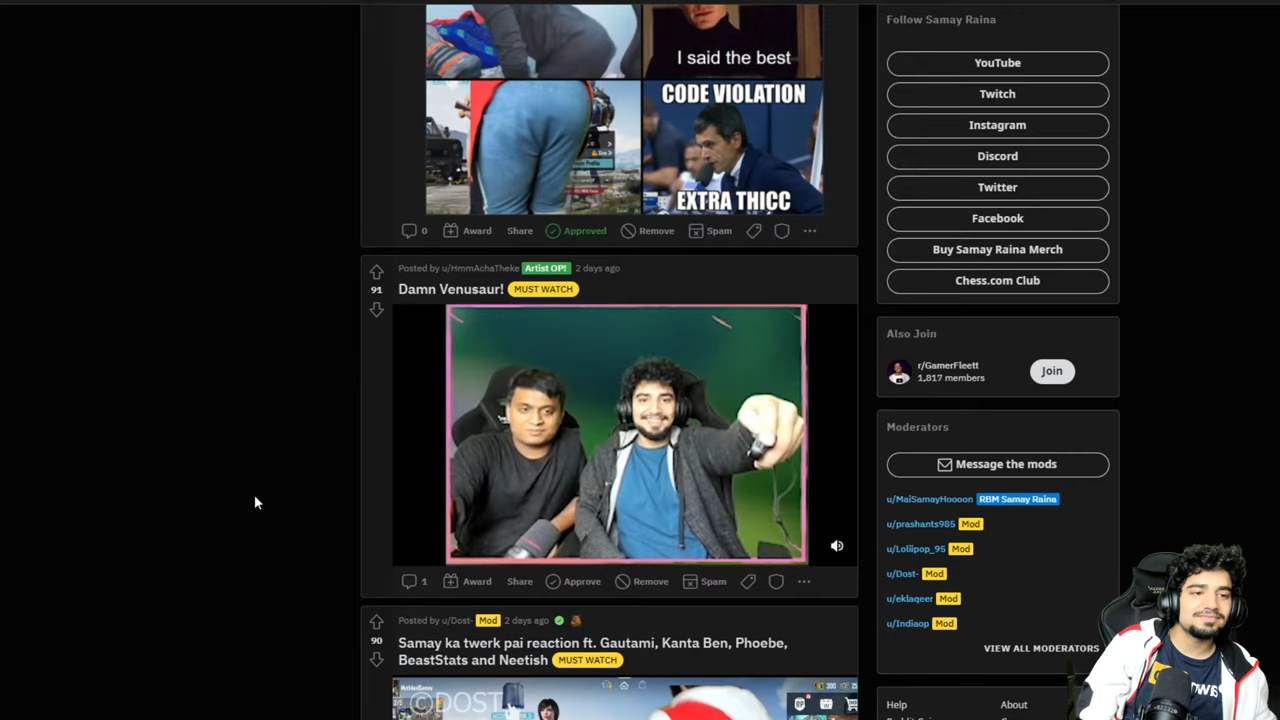 I said the best
CODE VIOLATION
EXTRA THICC
0 Award Share Approved Remove Spam
Posted by u/HmmAchaTheke Artist OP! 2 days ago
91
Damn Venusaur! MUST WATCH
1 Award Share Approve Remove Spam
Posted by u/Dost- Mod 2 days ago
90
Samay ka twerk pai reaction ft. Gautami, Kanta Ben, Phoebe,
BeastStats and Neetish MUST WATCH
©DOST
Follow Samay Raina
YouTube
Twitch
Instagram
Discord
Twitter
Facebook
Buy Samay Raina Merch
Chess.com Club
Also Join
r/GamerFleett
1,817 members
Join
Moderators
Message the mods
u/MaiSamayHoooon RBM Samay Raina
u/prashants985 Mod
u/Loliipop_95 Mod
u/Dost- Mod
u/eklaqeer Mod
u/Indiaop Mod
VIEW ALL MODERATORS
Help About